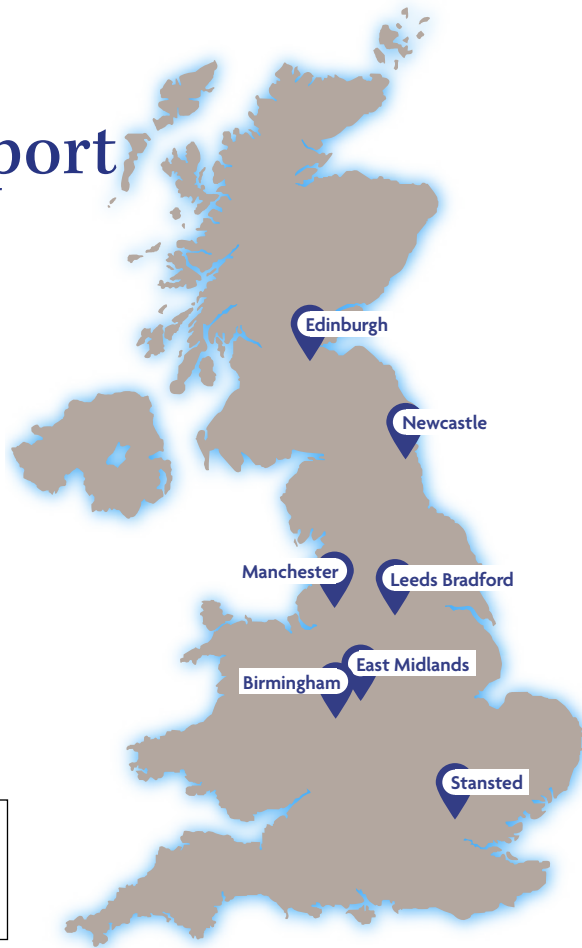 port
Edinburgh
Newcastle
Manchester
Leeds Bradford
East Midlands
Birmingham
Stansted